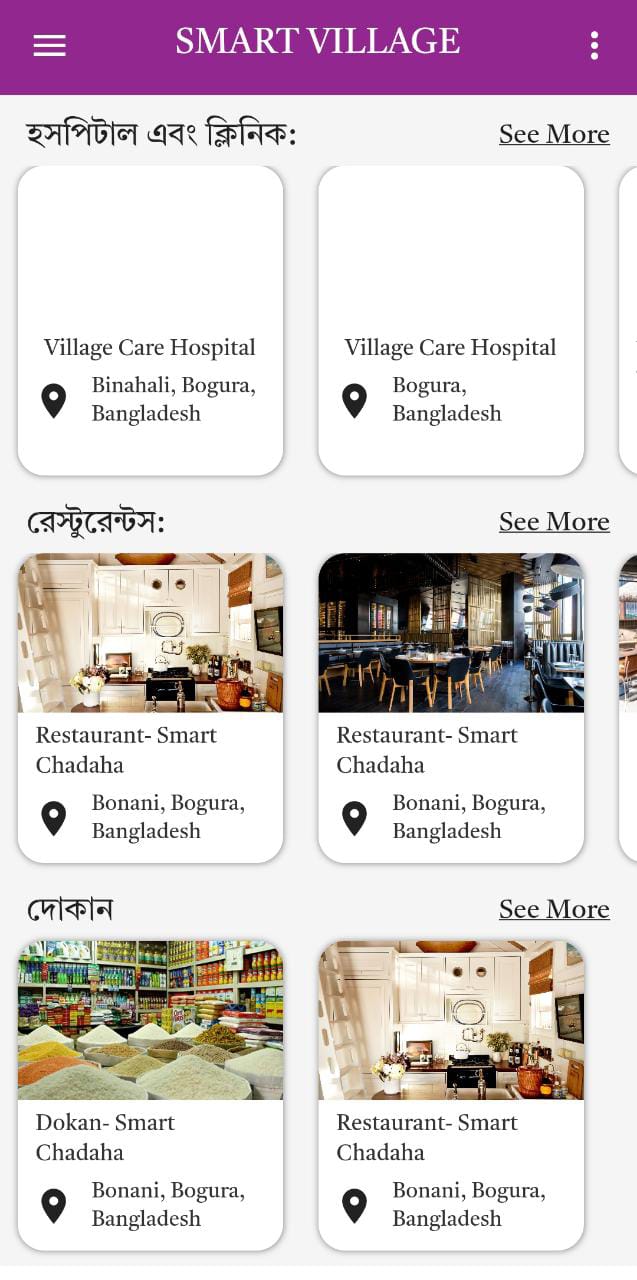 SMART VILLAGE
হসপিটাল এবং ক্লিনিক:
See More
Village Care Hospital
Binahali, Bogura,
Bangladesh
Village Care Hospital
Bogura,
Bangladesh
রেস্টুরেন্টস:
See More
Restaurant- Smart
Chadaha
Bonani, Bogura,
Bangladesh
Restaurant- Smart
Chadaha
Bonani, Bogura,
Bangladesh
দোকান
See More
Dokan- Smart
Chadaha
Bonani, Bogura,
Bangladesh
Restaurant- Smart
Chadaha
Bonani, Bogura,
Bangladesh